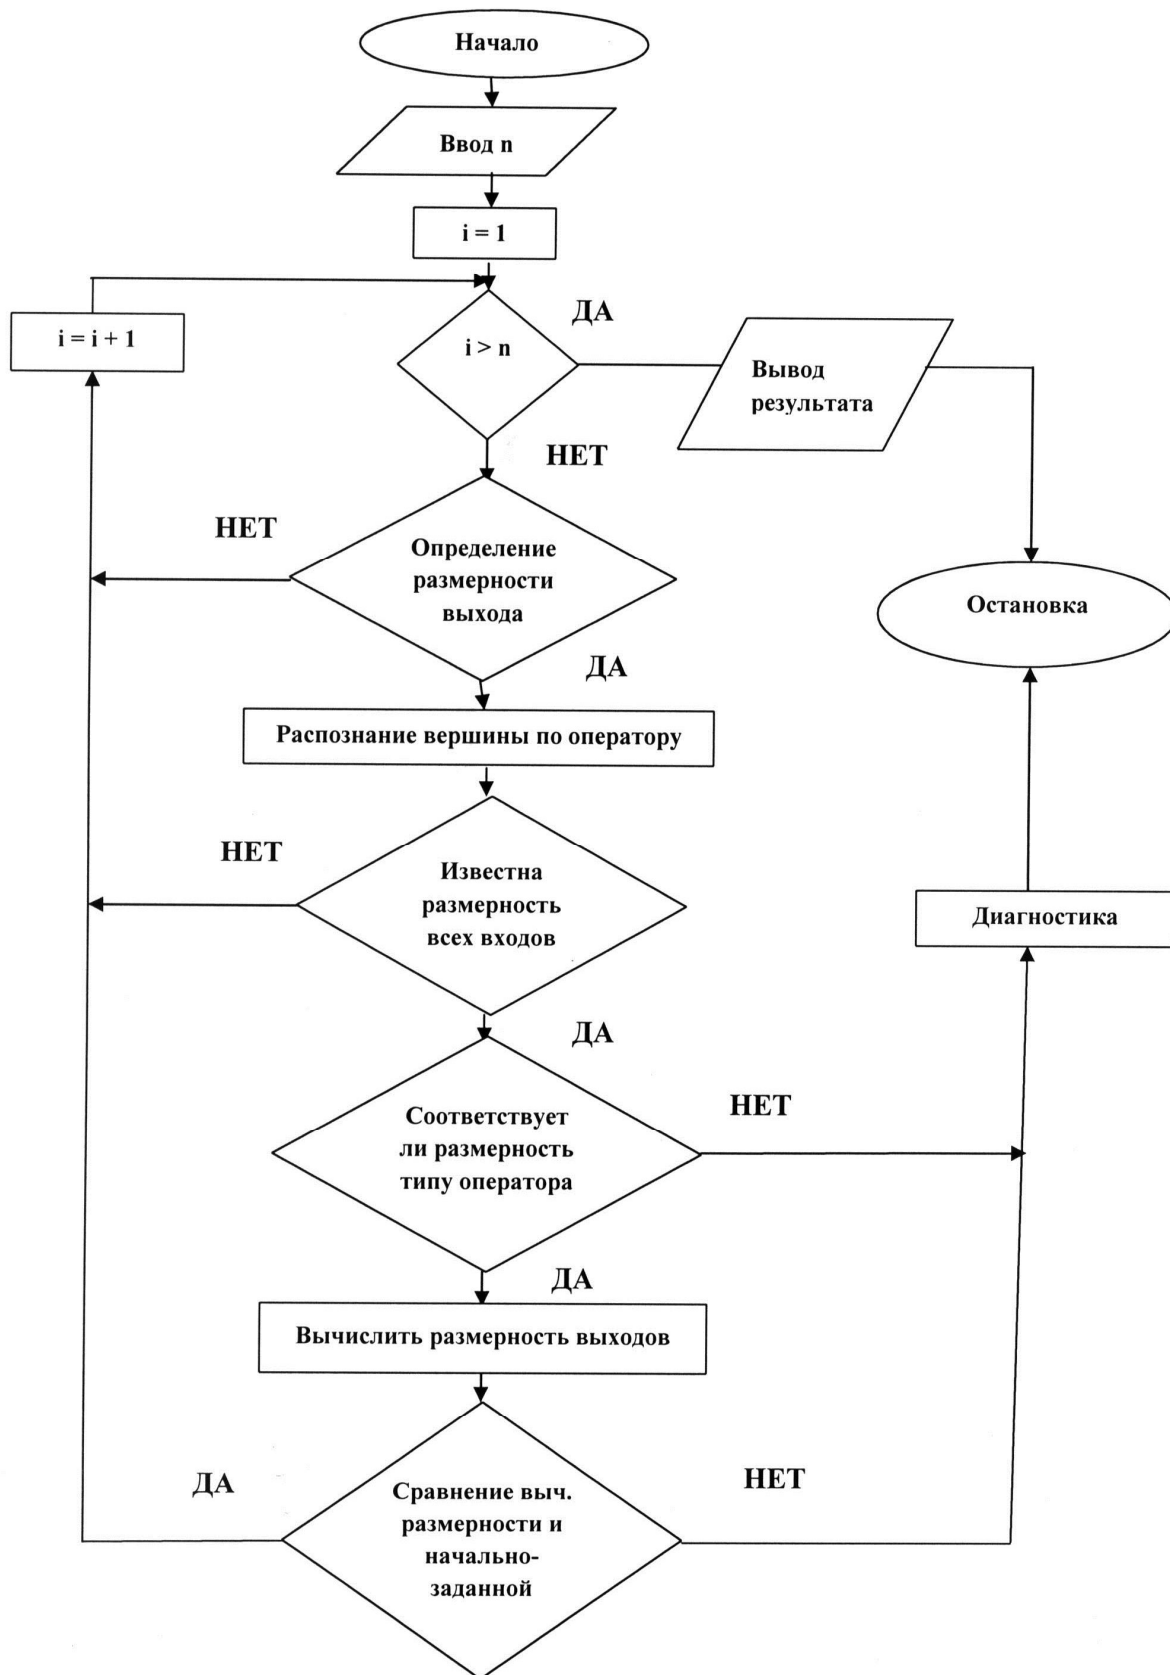 Начало
Ввод n
i = 1
i = i + 1
i > n
ДА
Вывод
результата
НЕТ
НЕТ
Определение
размерности
выхода
Остановка
ДА
Распознание вершины по оператору
НЕТ
Известна
размерность
всех входов
Диагностика
ДА
Соответствует
ли размерность
типу оператора
НЕТ
ДА
Вычислить размерность выходов
ДА
Сравнение выч.
размерности и
начально-
заданной
НЕТ